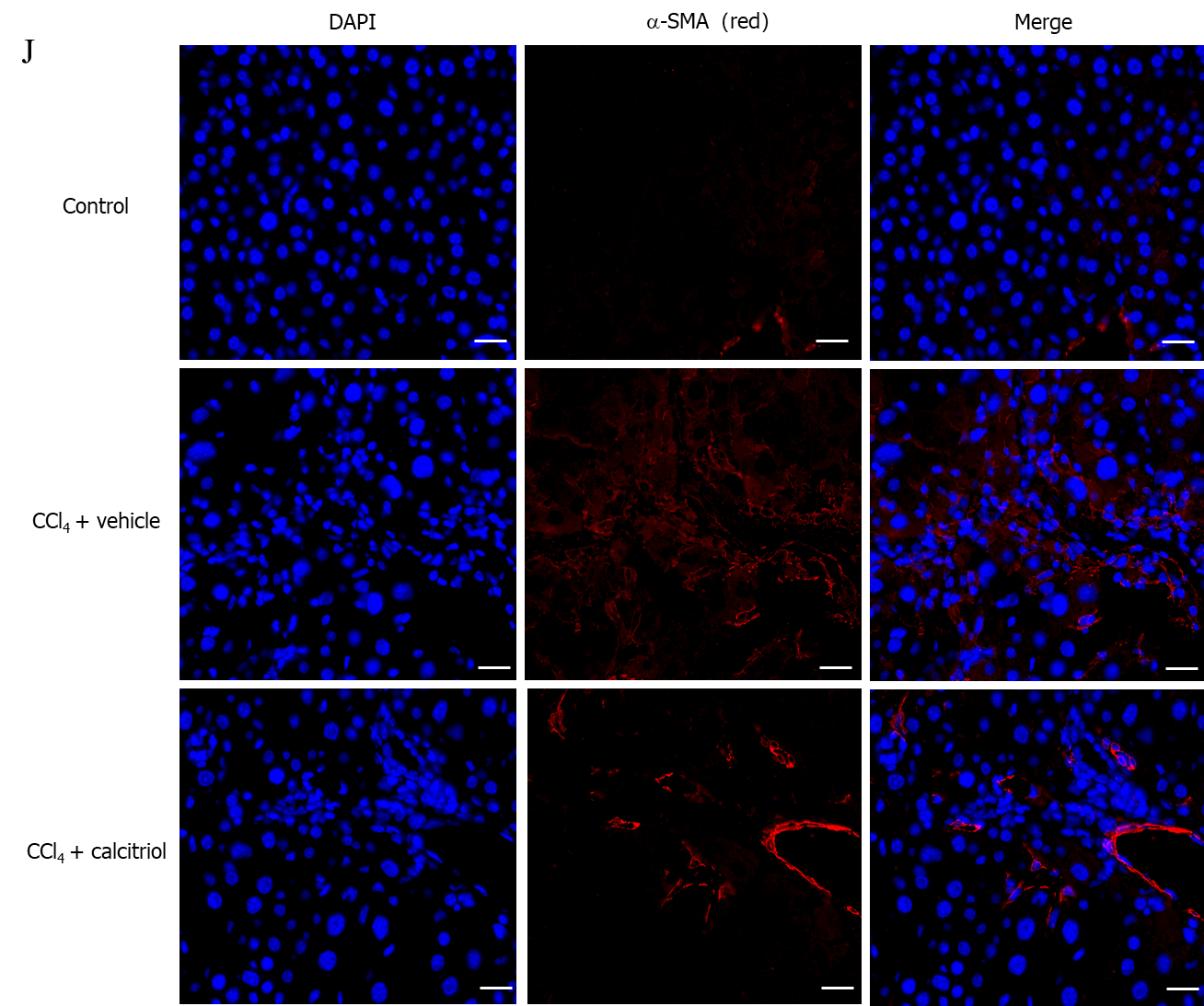 J
DAPI α-SMA (red) Merge
Control
CCl₄ + vehicle
CCl₄ + calcitriol